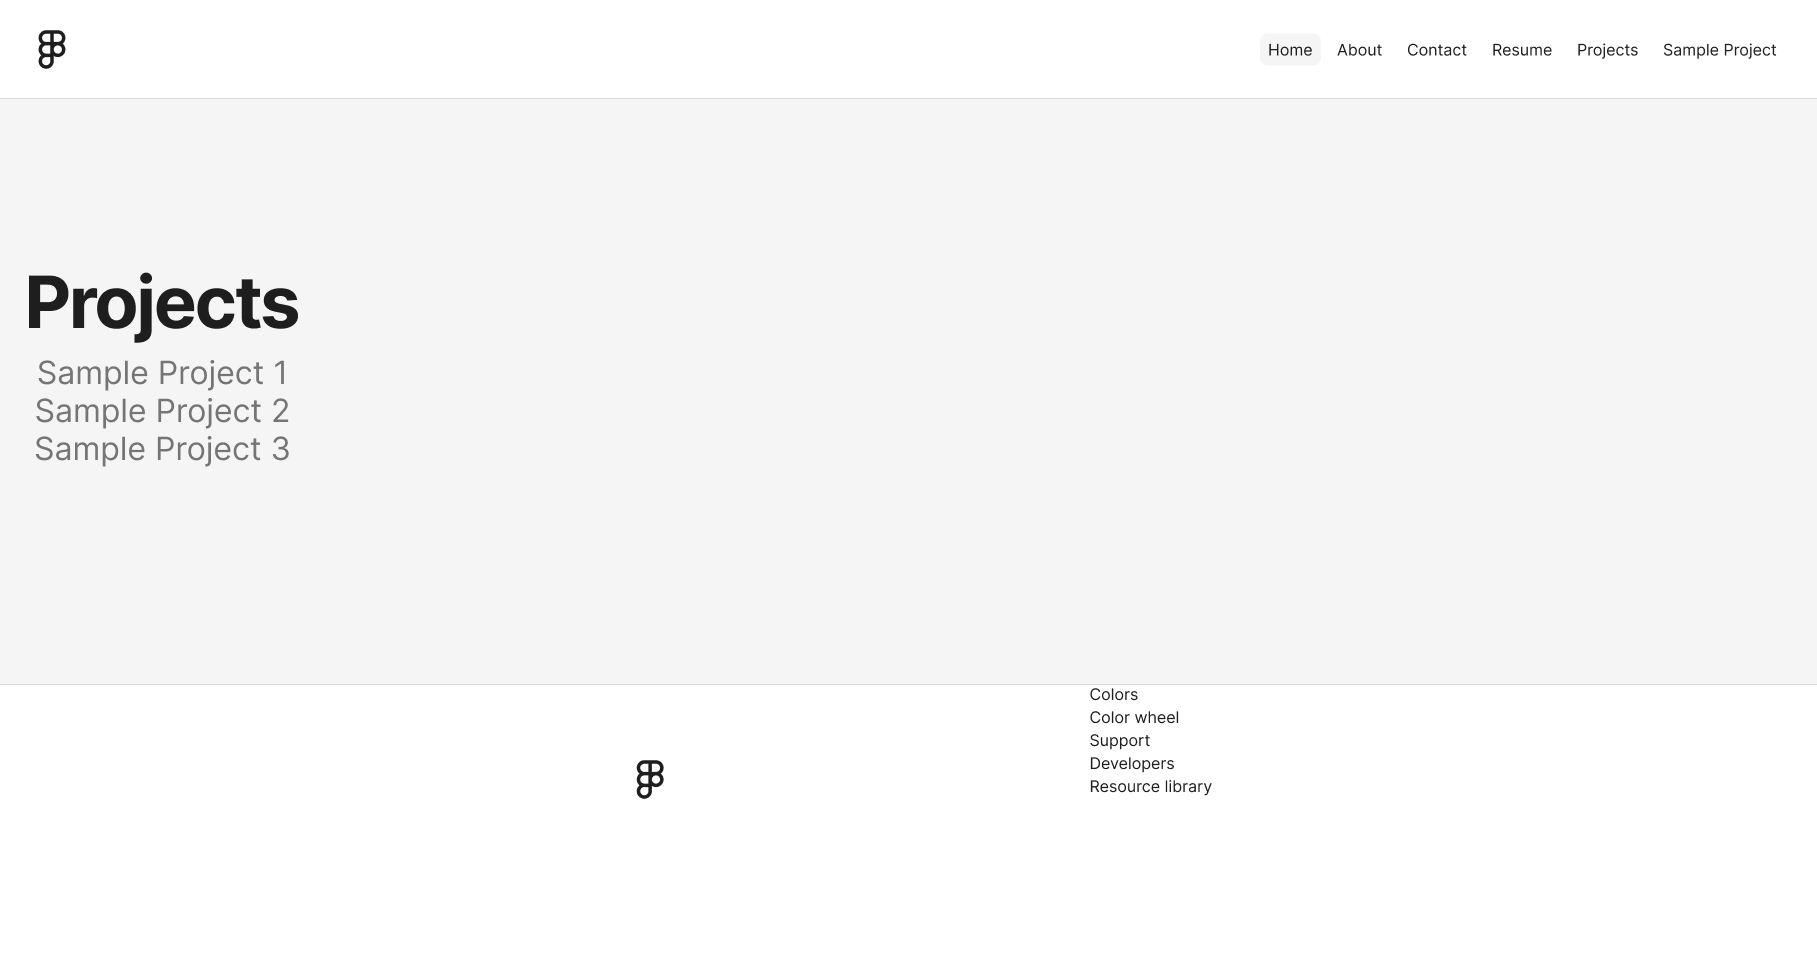 Home About Contact Resume Projects Sample Project
Projects
Sample Project 1
Sample Project 2
Sample Project 3
Colors
Color wheel
Support
Developers
Resource library